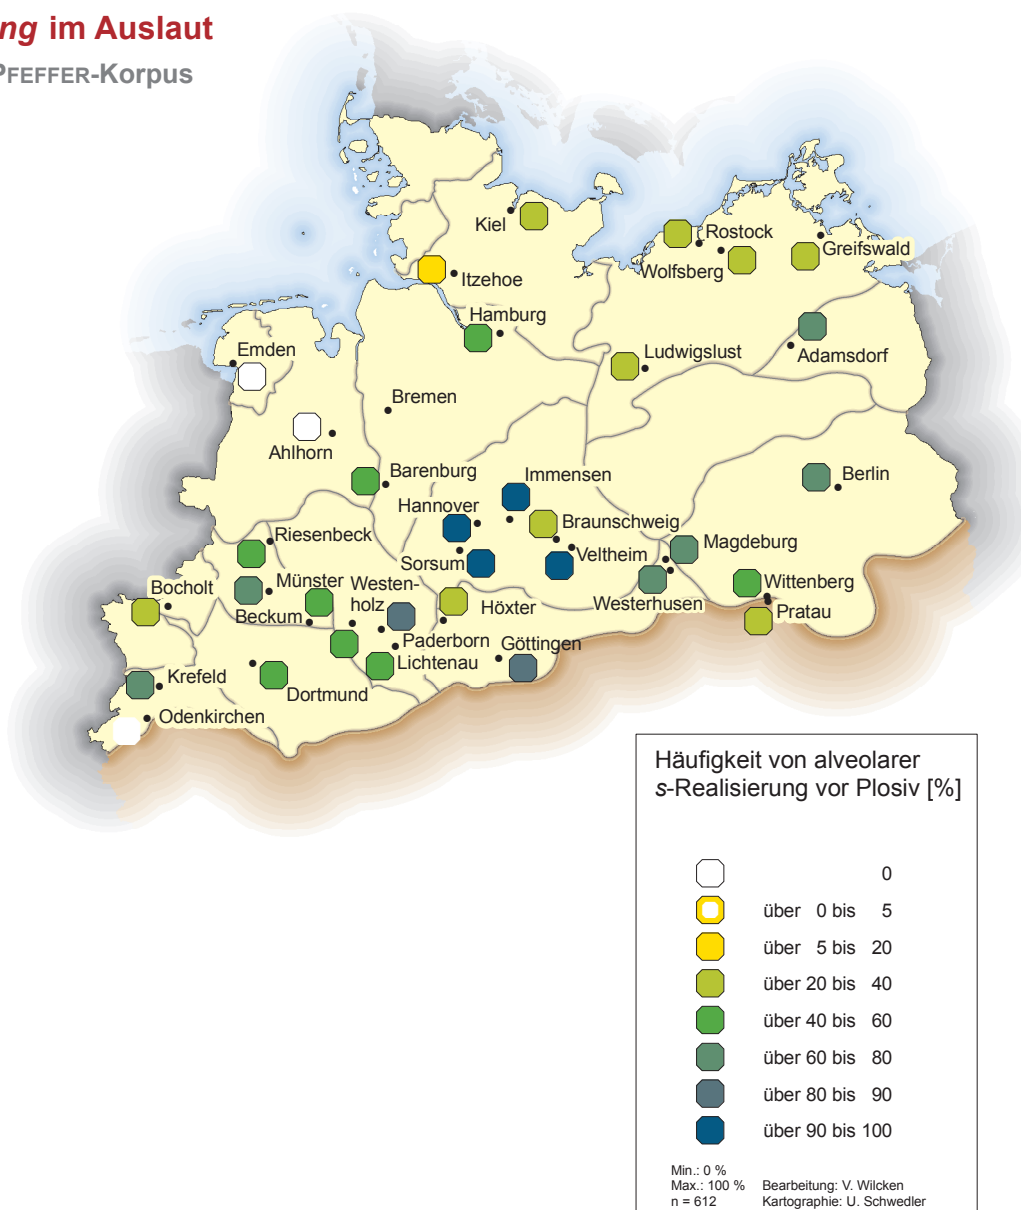 ng im Auslaut
PFEFFER-Korpus
Kiel
Rostock
Greifswald
Wolfsberg
Itzehoe
Hamburg
Emden
Ludwigslust
Adamsdorf
Bremen
Ahlhorn
Barenburg
Immensen
Berlin
Hannover
Braunschweig
Riesenbeck
Magdeburg
Sorsum
Veltheim
Bocholt
Münster
Westen-
holz
Wittenberg
Beckum
Höxter
Westerhusen
Pratau
Paderborn
Göttingen
Lichtenau
Krefeld
Dortmund
Odenkirchen
Häufigkeit von alveolarer
s-Realisierung vor Plosiv [%]
0
über 0 bis 5
über 5 bis 20
über 20 bis 40
über 40 bis 60
über 60 bis 80
über 80 bis 90
über 90 bis 100
Min.: 0 %
Max.: 100 % Bearbeitung: V. Wilcken
n = 612 Kartographie: U. Schwedler